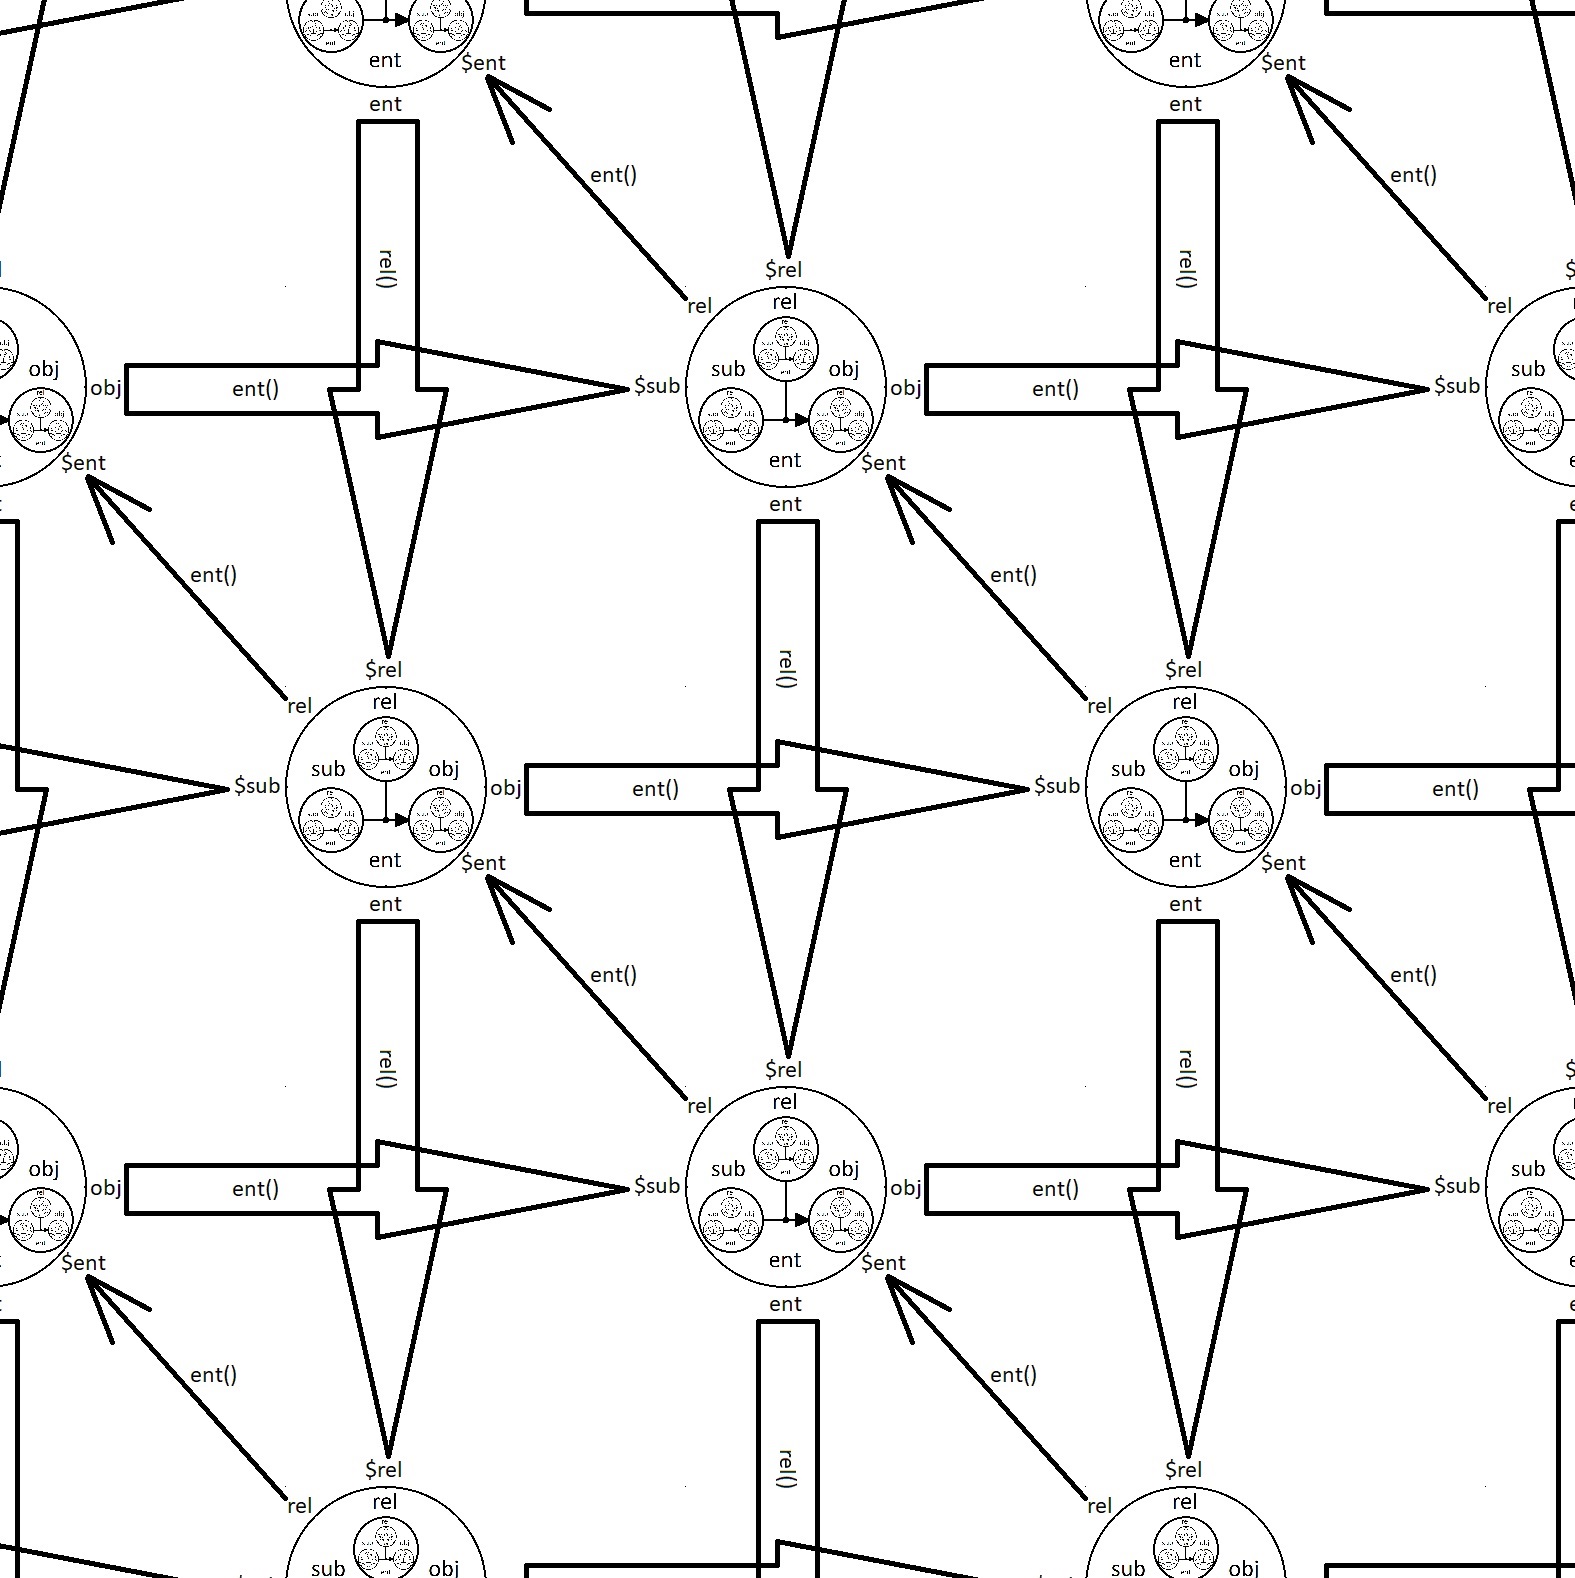 ent $ent ent $ent
ent ent
ent() ent()
rel() rel()
$rel
rel rel rel
obj sub obj sub
obj ent() $sub obj ent() $sub
$ent ent $ent
ent
ent() ent()
rel()
$rel $rel
rel rel rel rel
sub obj sub obj
$sub obj ent() $sub obj ent()
ent $ent ent $ent
ent ent
ent() ent()
rel() rel()
$rel
rel rel rel
obj sub obj sub
obj ent() $sub obj ent() $sub
$ent ent $ent
ent
ent() ent()
rel()
$rel $rel
rel rel rel rel
sub obj sub obj